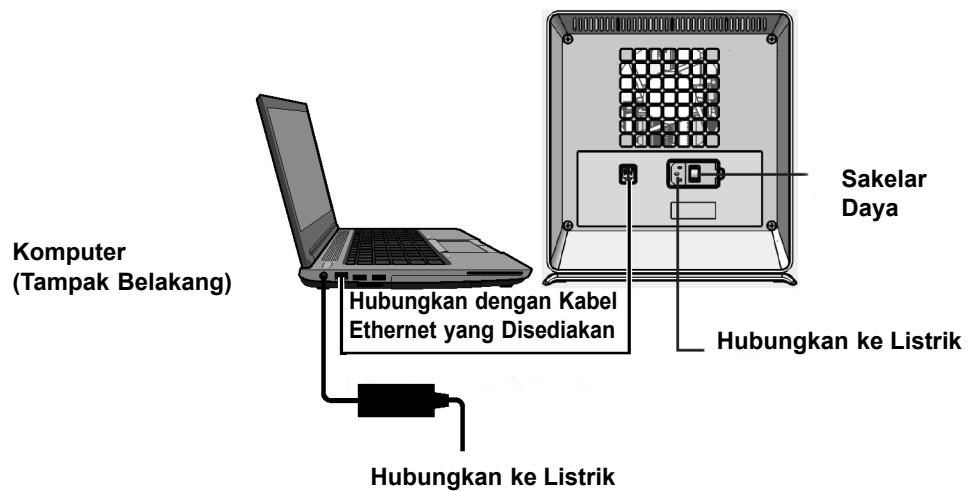 Sakelar
Daya
Komputer
(Tampak Belakang)
Hubungkan dengan Kabel
Ethernet yang Disediakan
Hubungkan ke Listrik
Hubungkan ke Listrik